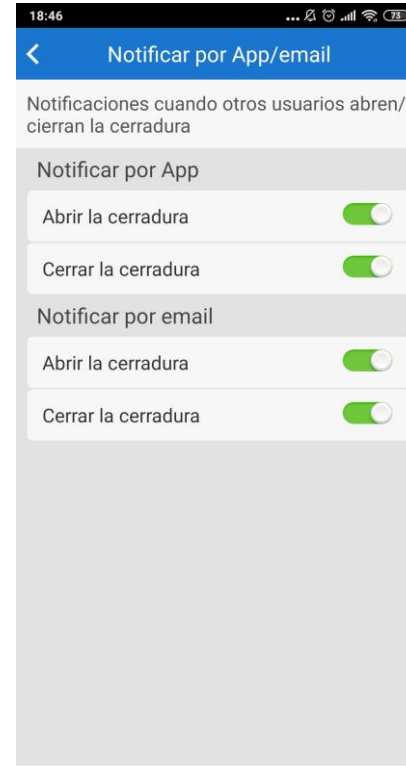 18:46 ... 73
Notificar por App/email
Notificaciones cuando otros usuarios abren/
cierran la cerradura
Notificar por App
Abrir la cerradura
Cerrar la cerradura
Notificar por email
Abrir la cerradura
Cerrar la cerradura